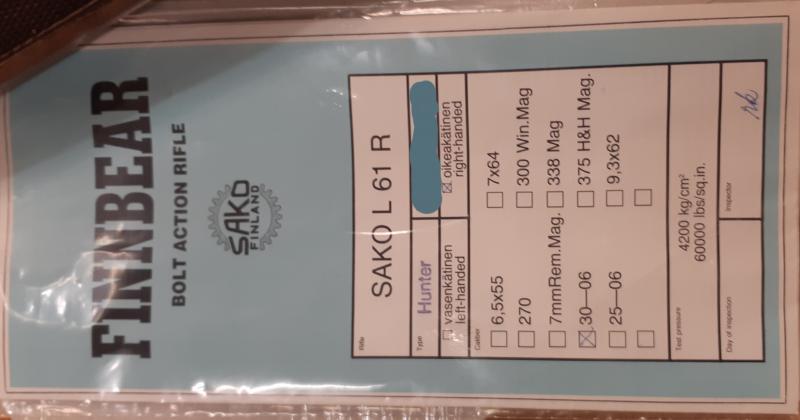 FINNBEAR
BOLT ACTION RIFLE
SAKO
FINLAND
Rifle
SAKO L 61 R
Type
Hunter
vasenkätinen
left-handed
☒ oikeakätinen
right-handed
Caliber
☐ 6,5x55 ☐ 7x64
☐ 270 ☐ 300 Win.Mag
☐ 7mmRem.Mag. ☐ 338 Mag
☒ 30—06 ☐ 375 H&H Mag.
☐ 25—06 ☐ 9,3x62
☐ ☐
Test pressure
4200 kg/cm²
60000 lbs/sq.in.
Day of inspection
Inspector